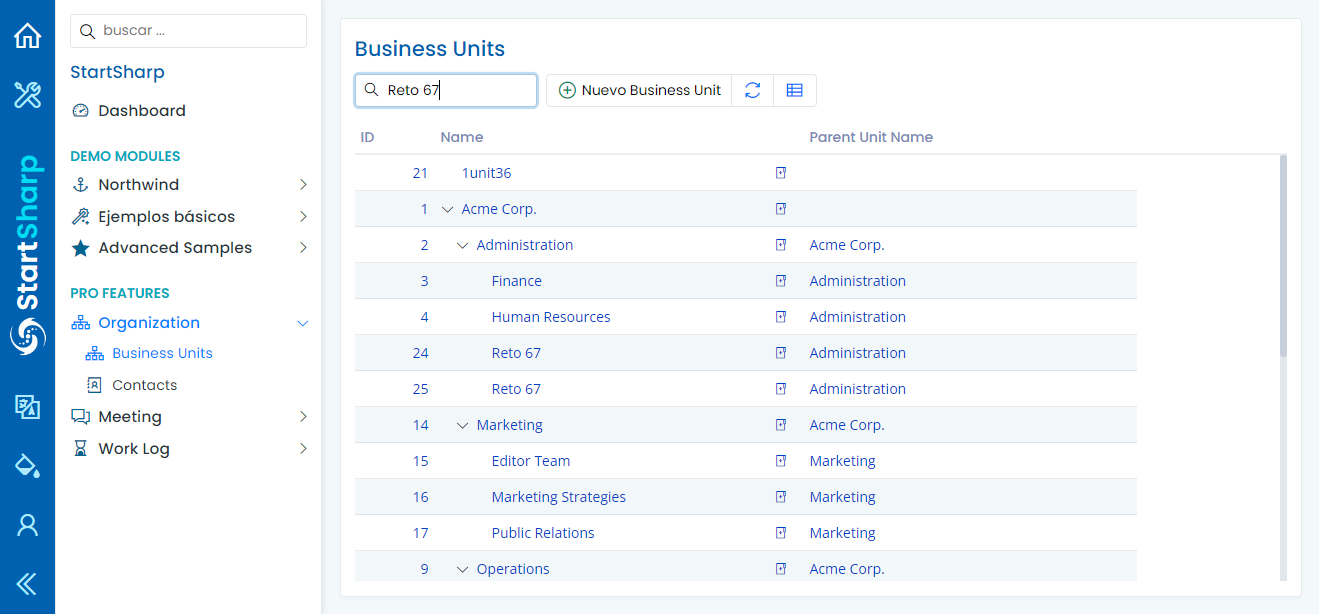 StartSharp
buscar ...
StartSharp
Dashboard
DEMO MODULES
Northwind
Ejemplos básicos
Advanced Samples
PRO FEATURES
Organization
Business Units
Contacts
Meeting
Work Log
Business Units
Reto 67
Nuevo Business Unit
ID Name Parent Unit Name
21 1unit36
1 Acme Corp.
2 Administration Acme Corp.
3 Finance Administration
4 Human Resources Administration
24 Reto 67 Administration
25 Reto 67 Administration
14 Marketing Acme Corp.
15 Editor Team Marketing
16 Marketing Strategies Marketing
17 Public Relations Marketing
9 Operations Acme Corp.